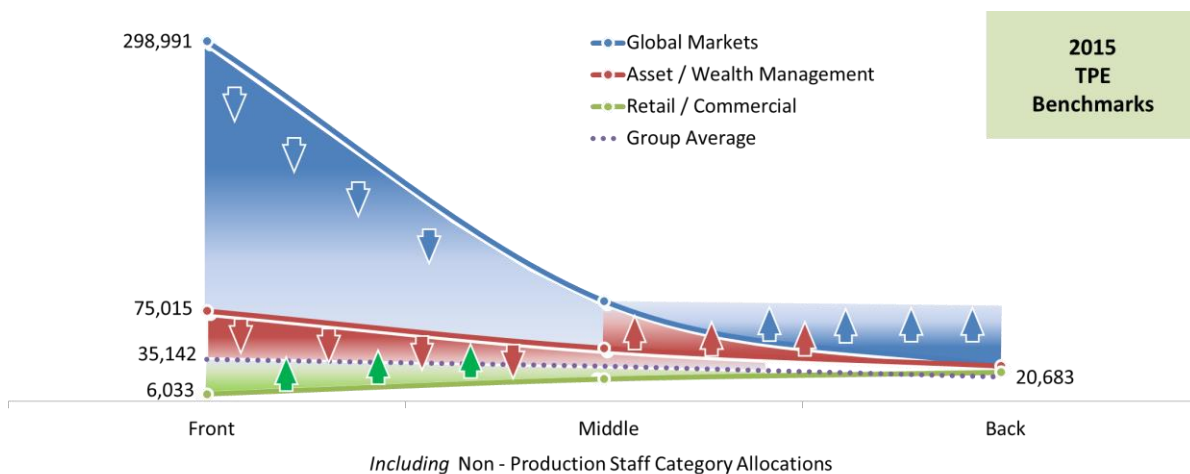 298,991
75,015
35,142
6,033
Global Markets
Asset / Wealth Management
Retail / Commercial
Group Average
2015
TPE
Benchmarks
20,683
Front Middle Back
Including Non - Production Staff Category Allocations